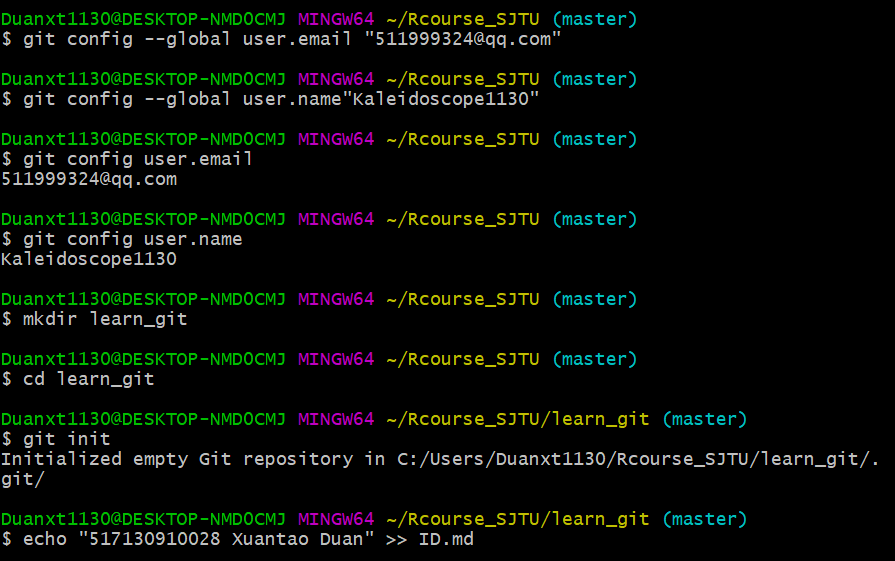 Duanxt1130@DESKTOP-NMD0CMJ MINGW64 ~/Rcourse_SJTU (master)
$ git config --global user.email "511999324@qq.com"
Duanxt1130@DESKTOP-NMD0CMJ MINGW64 ~/Rcourse_SJTU (master)
$ git config --global user.name"Kaleidoscope1130"
Duanxt1130@DESKTOP-NMD0CMJ MINGW64 ~/Rcourse_SJTU (master)
$ git config user.email
511999324@qq.com
Duanxt1130@DESKTOP-NMD0CMJ MINGW64 ~/Rcourse_SJTU (master)
$ git config user.name
Kaleidoscope1130
Duanxt1130@DESKTOP-NMD0CMJ MINGW64 ~/Rcourse_SJTU (master)
$ mkdir learn_git
Duanxt1130@DESKTOP-NMD0CMJ MINGW64 ~/Rcourse_SJTU (master)
$ cd learn_git
Duanxt1130@DESKTOP-NMD0CMJ MINGW64 ~/Rcourse_SJTU/learn_git (master)
$ git init
Initialized empty Git repository in C:/Users/Duanxt1130/Rcourse_SJTU/learn_git/.
git/
Duanxt1130@DESKTOP-NMD0CMJ MINGW64 ~/Rcourse_SJTU/learn_git (master)
$ echo "517130910028 Xuantao Duan" >> ID.md